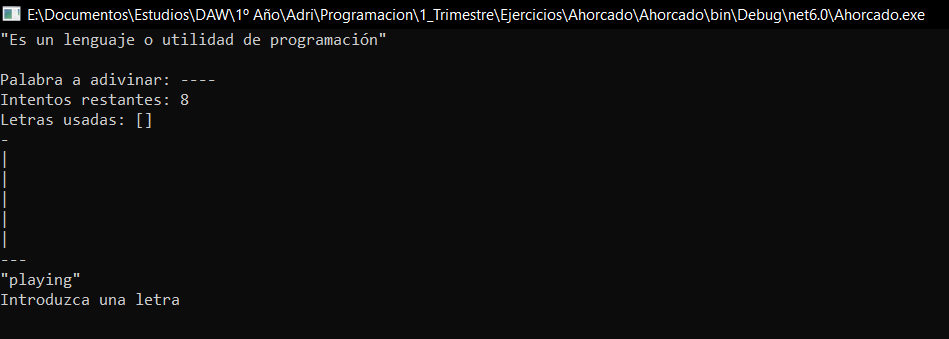 E:\Documentos\Estudios\DAW\1º Año\Adri\Programacion\1_Trimestre\Ejercicios\Ahorcado\Ahorcado\bin\Debug\net6.0\Ahorcado.exe
"Es un lenguaje o utilidad de programación"
Palabra a adivinar: ----
Intentos restantes: 8
Letras usadas: []
-
|
|
|
|
|
---
"playing"
Introduzca una letra